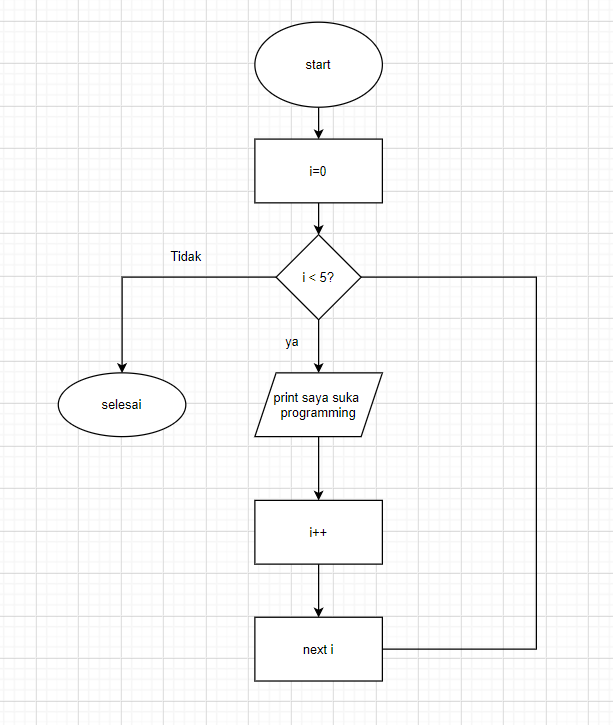 start
i=0
i < 5?
Tidak
ya
print saya suka
programming
selesai
i++
next i